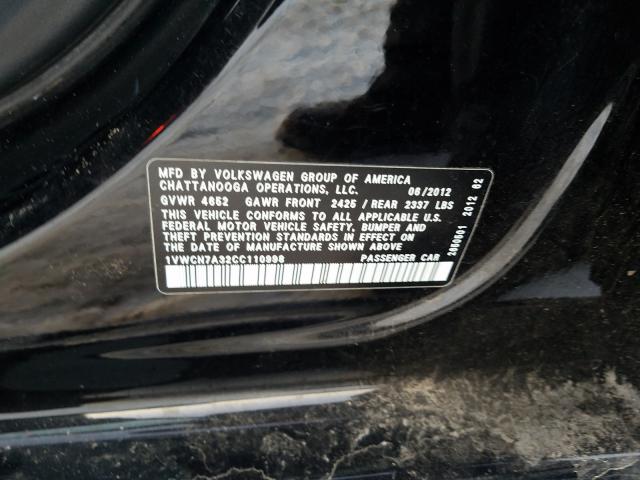 MFD BY VOLKSWAGEN GROUP OF AMERICA
CHATTANOOGA OPERATIONS, LLC. 06/2012
GVWR 4652 GAWR FRONT 2425 / REAR 2337 LBS
THIS VEHICLE CONFORMS TO ALL APPLICABLE U.S.
FEDERAL MOTOR VEHICLE SAFETY, BUMPER AND
THEFT PREVENTION STANDARDS IN EFFECT ON
THE DATE OF MANUFACTURE SHOWN ABOVE
1VWCH7A32CC110998 PASSENGER CAR
2650501 2012 02